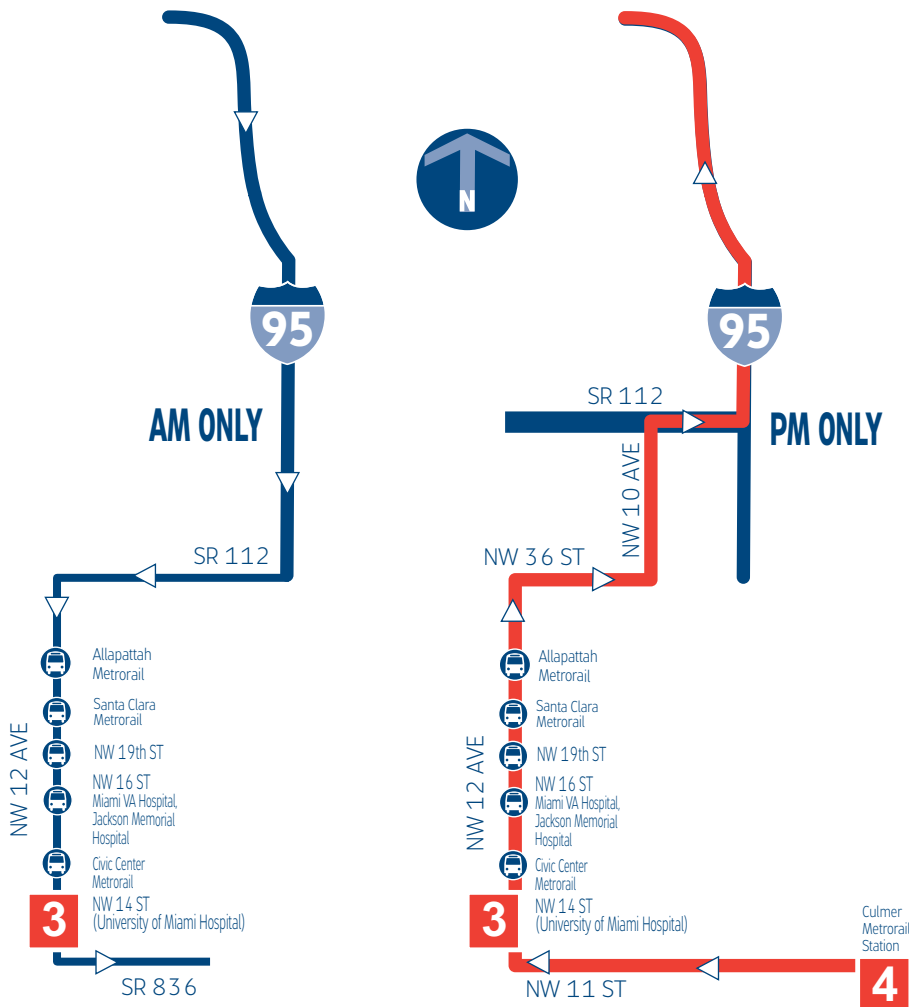 N
95
AM ONLY
SR 112
NW 12 AVE
Allapattah
Metrorail
Santa Clara
Metrorail
NW 19th ST
NW 16 ST
Miami VA Hospital,
Jackson Memorial
Hospital
Civic Center
Metrorail
3
NW 14 ST
(University of Miami Hospital)
SR 836
95
PM ONLY
SR 112
NW 10 AVE
NW 36 ST
NW 12 AVE
Allapattah
Metrorail
Santa Clara
Metrorail
NW 19th ST
NW 16 ST
Miami VA Hospital,
Jackson Memorial
Hospital
Civic Center
Metrorail
3
NW 14 ST
(University of Miami Hospital)
NW 11 ST
Culmer
Metrorail
Station
4